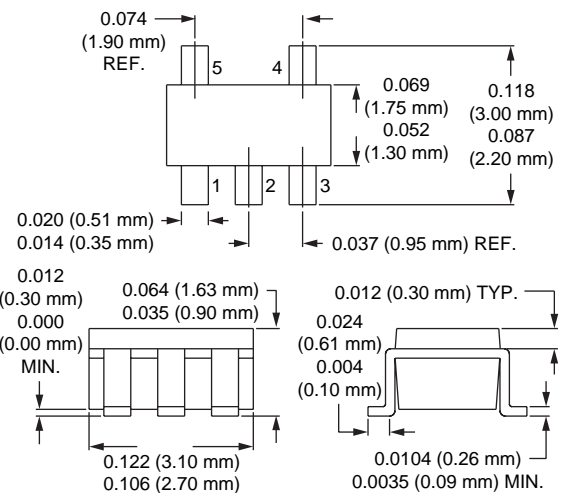 0.074
(1.90 mm)
REF.
5
4
0.069
(1.75 mm)
0.052
(1.30 mm)
0.118
(3.00 mm)
0.087
(2.20 mm)
1
2
3
0.020 (0.51 mm)
0.014 (0.35 mm)
0.037 (0.95 mm) REF.
0.012
(0.30 mm)
0.000
(0.00 mm)
MIN.
0.064 (1.63 mm)
0.035 (0.90 mm)
0.122 (3.10 mm)
0.106 (2.70 mm)
0.012 (0.30 mm) TYP.
0.024
(0.61 mm)
0.004
(0.10 mm)
0.0104 (0.26 mm)
0.0035 (0.09 mm) MIN.